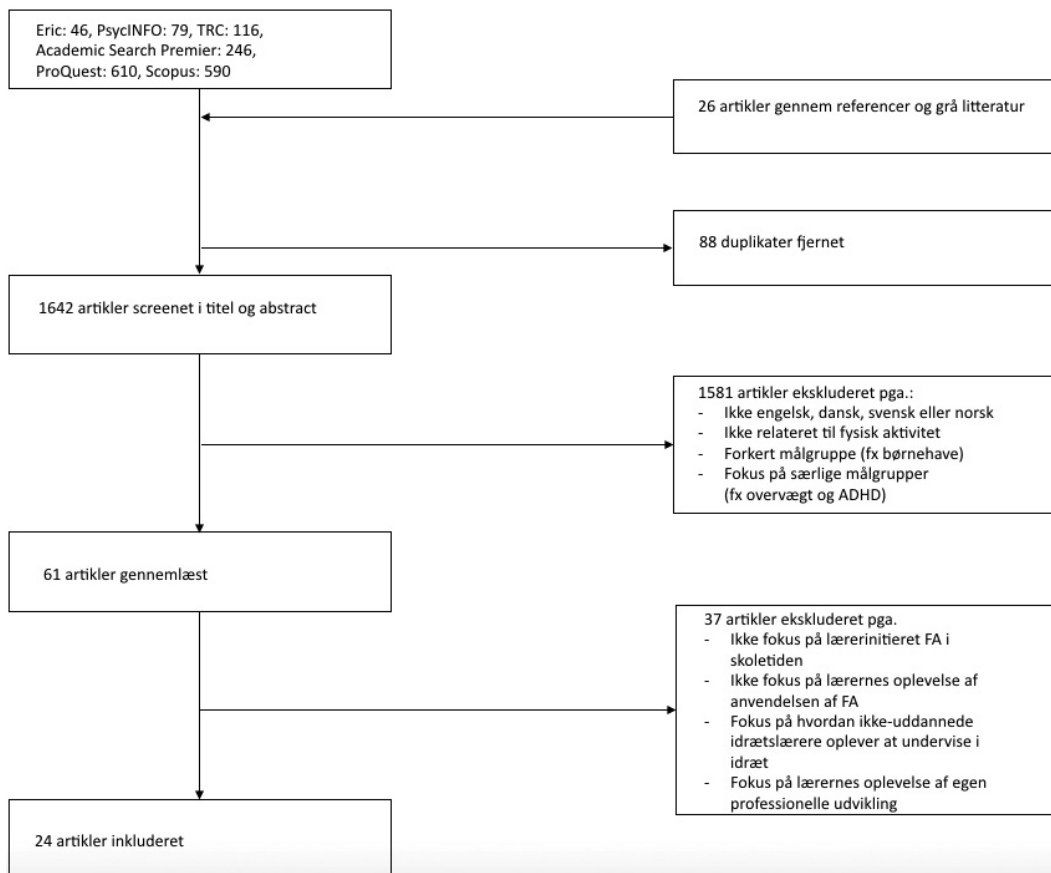 Eric: 46, PsycINFO: 79, TRC: 116,
Academic Search Premier: 246,
ProQuest: 610, Scopus: 590
26 artikler gennem referencer og grå litteratur
88 duplikater fjernet
1642 artikler screenet i titel og abstract
1581 artikler ekskluderet pga.:
- Ikke engelsk, dansk, svensk eller norsk
- Ikke relateret til fysisk aktivitet
- Forkert målgruppe (fx børnehave)
- Fokus på særlige målgrupper
(fx overvægt og ADHD)
61 artikler gennemlæst
37 artikler ekskluderet pga.
- Ikke fokus på lærerinitieret FA i
skoletiden
- Ikke fokus på lærernes oplevelse af
anvendelsen af FA
- Fokus på hvordan ikke-uddannede
idrætslærere oplever at undervise i
idræt
- Fokus på lærernes oplevelse af egen
professionelle udvikling
24 artikler inkluderet